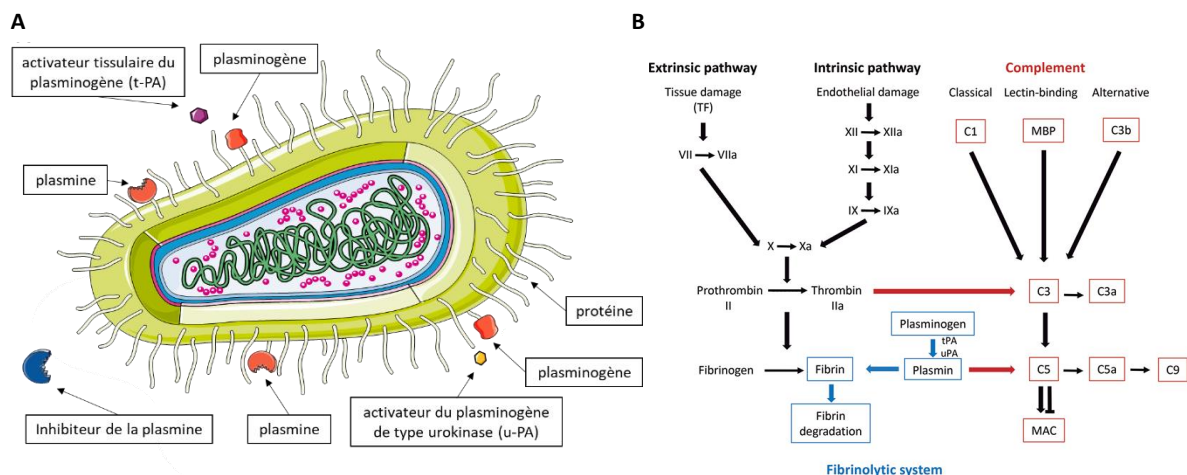 A
activateur tissulaire du
plasminogène (t-PA)
plasminogène
plasmine
protéine
plasminogène
activateur du plasminogène
de type urokinase (u-PA)
plasmine
Inhibiteur de la plasmine
B
Extrinsic pathway
Intrinsic pathway
Complement
Tissue damage
(TF)
Endothelial damage
Classical
Lectin-binding
Alternative
C1
MBP
C3b
XII
XIIa
VII
VIIa
XI
XIa
IX
IXa
X
Xa
Prothrombin
II
Thrombin
IIa
C3
C3a
Plasminogen
tPA
uPA
Fibrinogen
Fibrin
Plasmin
C5
C5a
C9
Fibrin
degradation
MAC
Fibrinolytic system